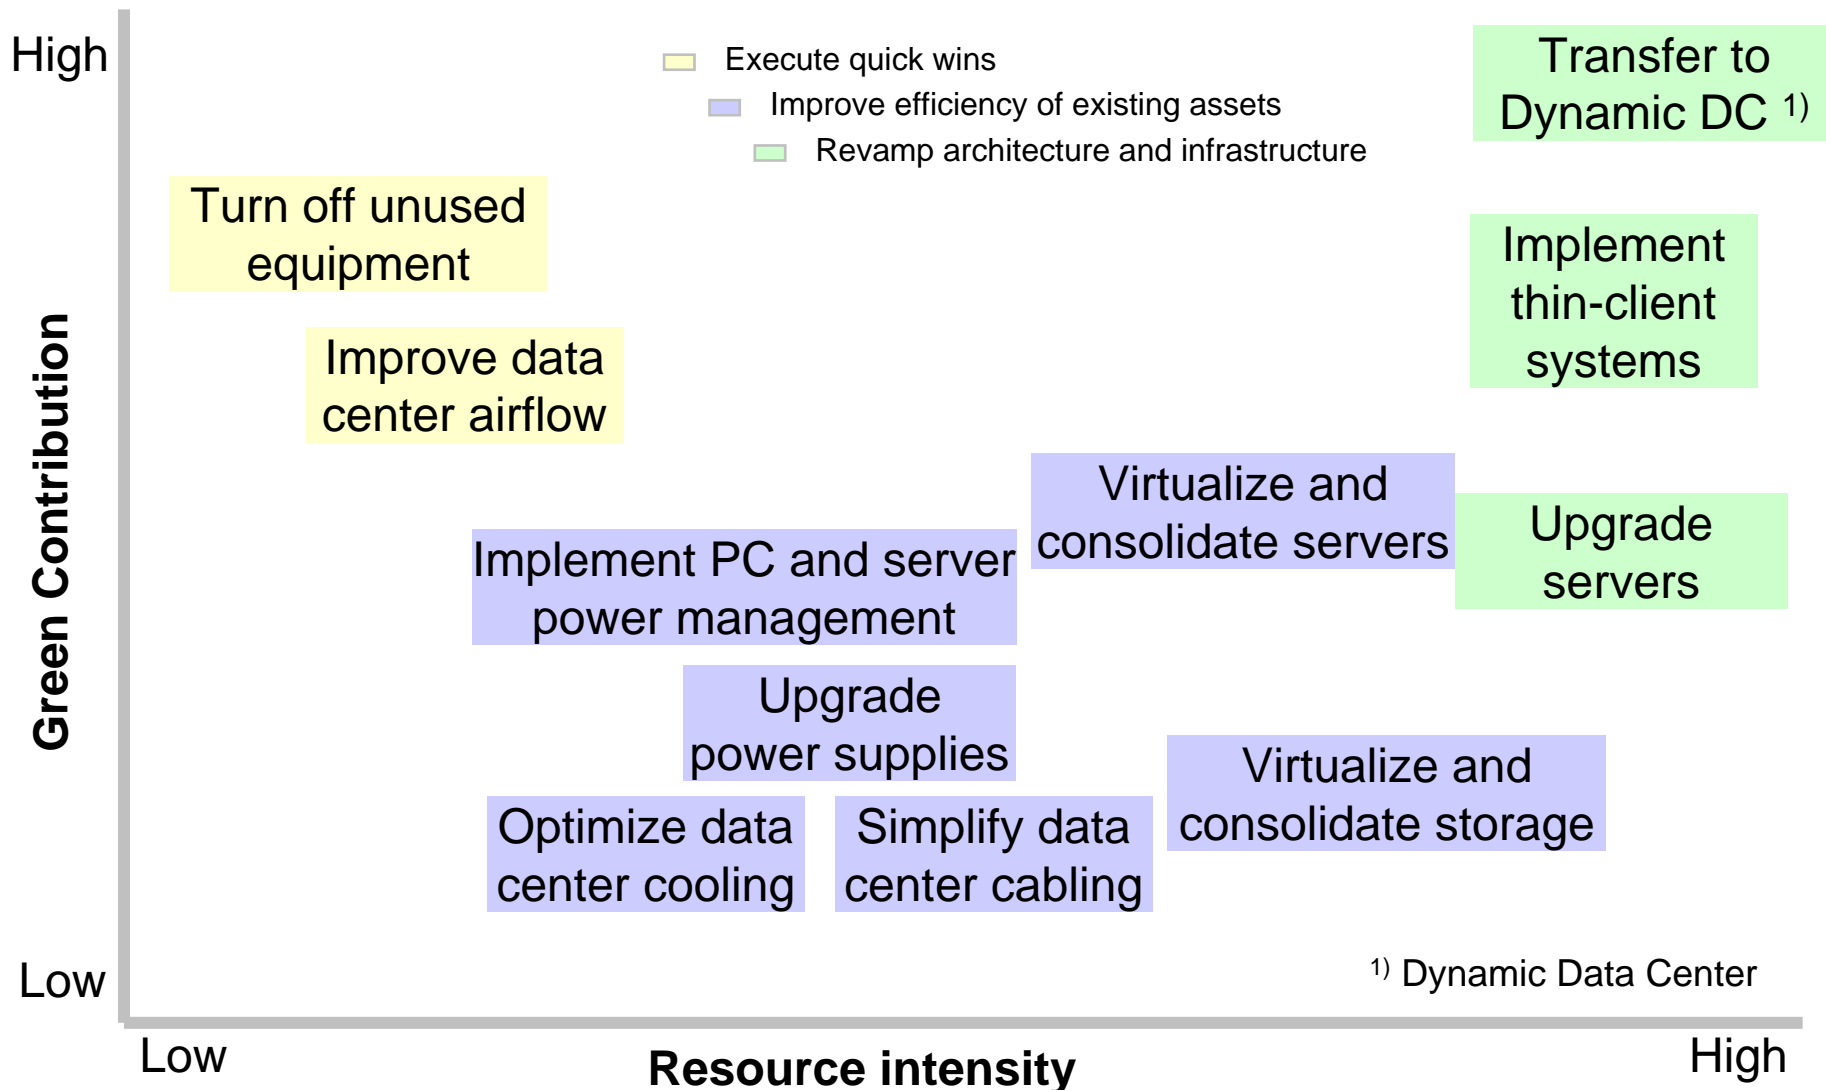 High
Execute quick wins
Improve efficiency of existing assets
Revamp architecture and infrastructure
Transfer to
Dynamic DC 1)
Turn off unused
equipment
Implement
thin-client
systems
Improve data
center airflow
Green Contribution
Virtualize and
consolidate servers
Upgrade
servers
Implement PC and server
power management
Upgrade
power supplies
Virtualize and
consolidate storage
Optimize data
center cooling
Simplify data
center cabling
Low
1) Dynamic Data Center
Low
Resource intensity
High